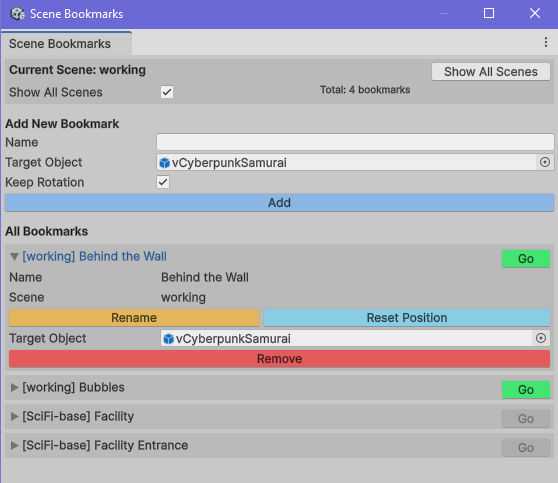 Scene Bookmarks
Scene Bookmarks
Current Scene: working
Show All Scenes
Show All Scenes
Total: 4 bookmarks
Add New Bookmark
Name
Target Object
vCyberpunkSamurai
Keep Rotation
Add
All Bookmarks
[working] Behind the Wall
Go
Name
Behind the Wall
Scene
working
Rename
Reset Position
Target Object
vCyberpunkSamurai
Remove
[working] Bubbles
Go
[SciFi-base] Facility
Go
[SciFi-base] Facility Entrance
Go